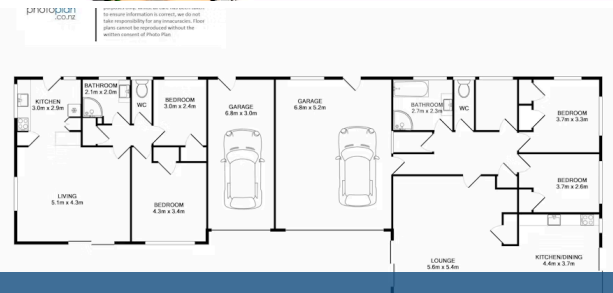 photoplan
.co.nz
to ensure information is correct, we do not
take responsibility for any innacuracies. Floor
plans cannot be reproduced without the
written consent of Photo Plan
KITCHEN
3.0m x 2.9m
BATHROOM
2.1m x 2.0m
WC
BEDROOM
3.0m x 2.4m
GARAGE
6.8m x 3.0m
GARAGE
6.8m x 5.2m
BATHROOM
2.7m x 2.3m
WC
BEDROOM
3.7m x 3.3m
BEDROOM
3.7m x 2.6m
LIVING
5.1m x 4.3m
BEDROOM
4.3m x 3.4m
LOUNGE
5.6m x 5.4m
KITCHEN/DINING
4.4m x 3.7m